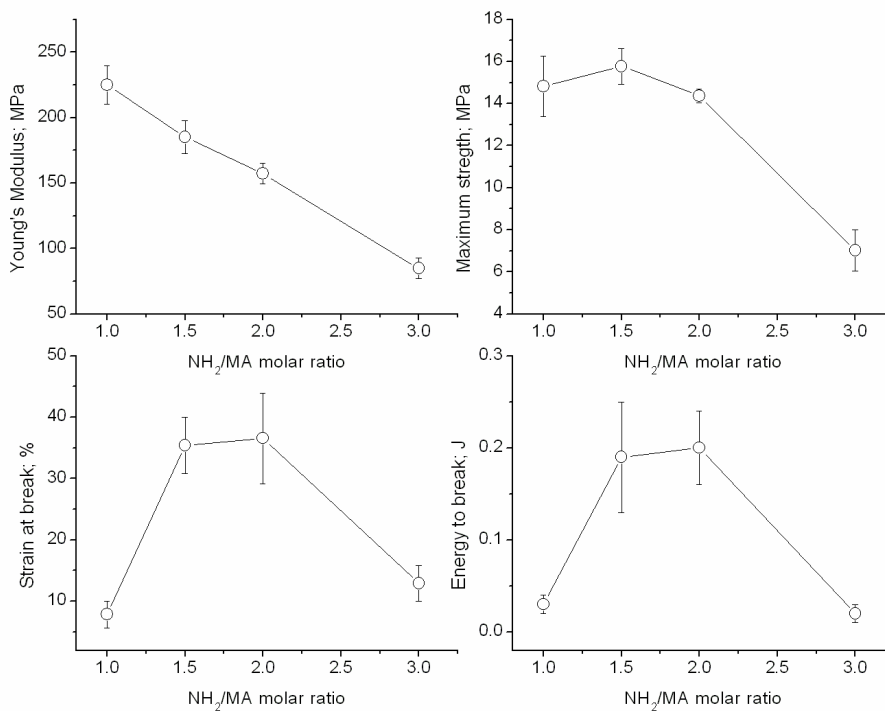 Young's Modulus; MPa
250
200
150
100
50
1.0 1.5 2.0 2.5 3.0
NH₂/MA molar ratio
Maximum stregth; MPa
18
16
14
12
10
8
6
4
1.0 1.5 2.0 2.5 3.0
NH₂/MA molar ratio
Strain at break; %
50
40
30
20
10
1.0 1.5 2.0 2.5 3.0
NH₂/MA molar ratio
Energy to break; J
0.3
0.2
0.1
0.0
1.0 1.5 2.0 2.5 3.0
NH₂/MA molar ratio